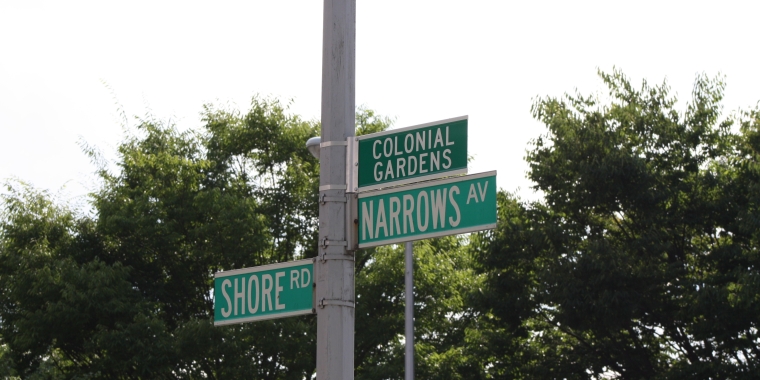 COLONIAL
GARDENS
NARROWS AV
SHORE RD